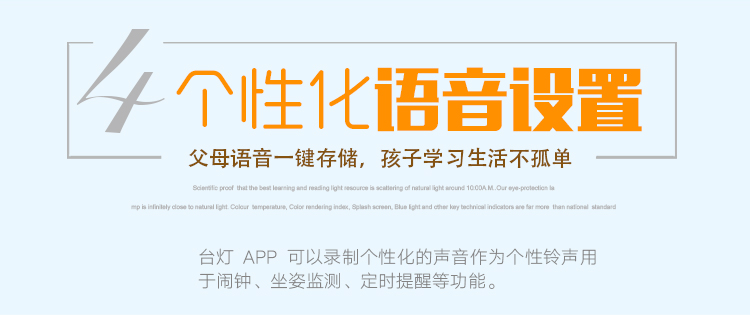 4
个性化语音设置
父母语音一键存储，孩子学习生活不孤单
Scientific proof that the best learning and reading light resource is scattering of natural light around 10:00A.M..Our eye-protection la
mp is infinitely close to natural light. Colour temperature, Color rendering index, Splash screen, Blue light and other key technical indicators are far more than national standard
台灯 APP 可以录制个性化的声音作为个性铃声用
于闹钟、坐姿监测、定时提醒等功能。